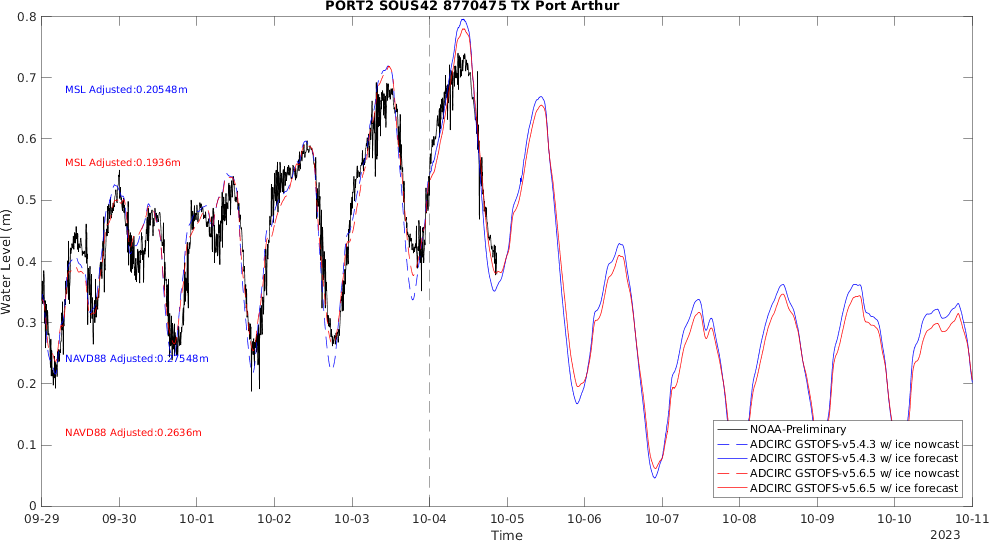 PORT2 SOUS42 8770475 TX Port Arthur
0.8
0.7
0.6
0.5
0.4
0.3
0.2
0.1
0
Water Level (m)
MSL Adjusted:0.20548m
MSL Adjusted:0.1936m
NAVD88 Adjusted:0.27548m
NAVD88 Adjusted:0.2636m
NOAA-Preliminary
ADCIRC GSTOFS-v5.4.3 w/ ice nowcast
ADCIRC GSTOFS-v5.4.3 w/ ice forecast
ADCIRC GSTOFS-v5.6.5 w/ ice nowcast
ADCIRC GSTOFS-v5.6.5 w/ ice forecast
09-29 09-30 10-01 10-02 10-03 10-04 10-05 10-06 10-07 10-08 10-09 10-10 10-11
Time
2023